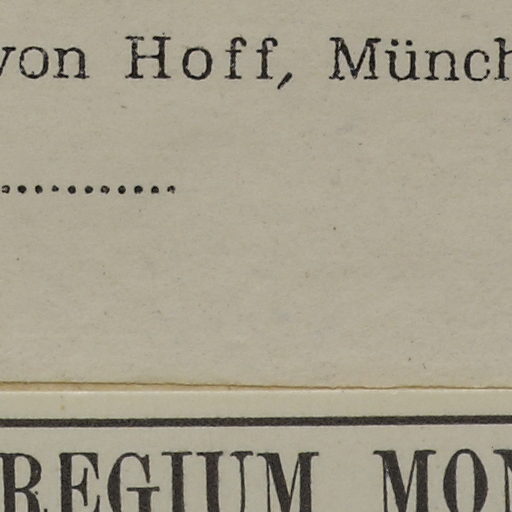 von Hoff, Münch
....................
REGIUM MON